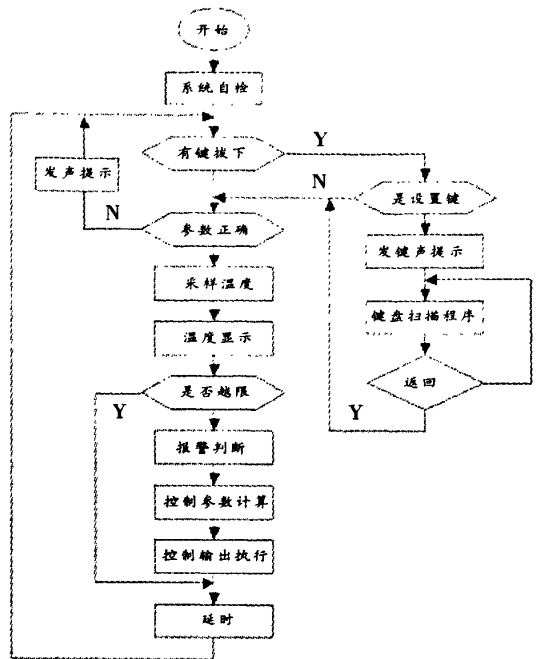 开始
系统自检
有键拔下
Y
发声提示
N
是设置键
N
参数正确
发键声提示
采样温度
键盘扫描程序
温度显示
返回
是否越限
Y
Y
报警判断
控制参数计算
控制输出执行
延时